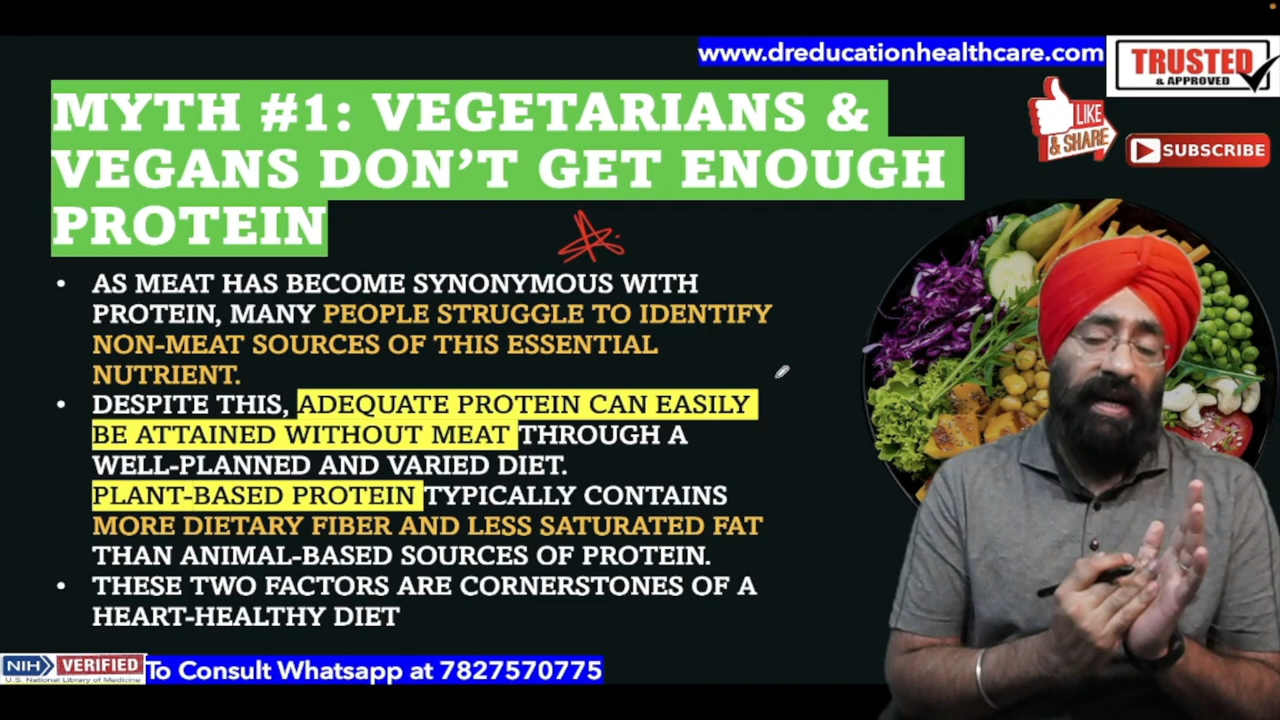 www.dreducationhealthcare.com
TRUSTED
& APPROVED
LIKE
& SHARE
SUBSCRIBE
MYTH #1: VEGETARIANS &
VEGANS DON’T GET ENOUGH
PROTEIN
• AS MEAT HAS BECOME SYNONYMOUS WITH
PROTEIN, MANY PEOPLE STRUGGLE TO IDENTIFY
NON-MEAT SOURCES OF THIS ESSENTIAL
NUTRIENT.
• DESPITE THIS, ADEQUATE PROTEIN CAN EASILY
BE ATTAINED WITHOUT MEAT THROUGH A
WELL-PLANNED AND VARIED DIET.
PLANT-BASED PROTEIN TYPICALLY CONTAINS
MORE DIETARY FIBER AND LESS SATURATED FAT
THAN ANIMAL-BASED SOURCES OF PROTEIN.
• THESE TWO FACTORS ARE CORNERSTONES OF A
HEART-HEALTHY DIET
NIH VERIFIED
U.S. National Library of Medicine
To Consult Whatsapp at 7827570775